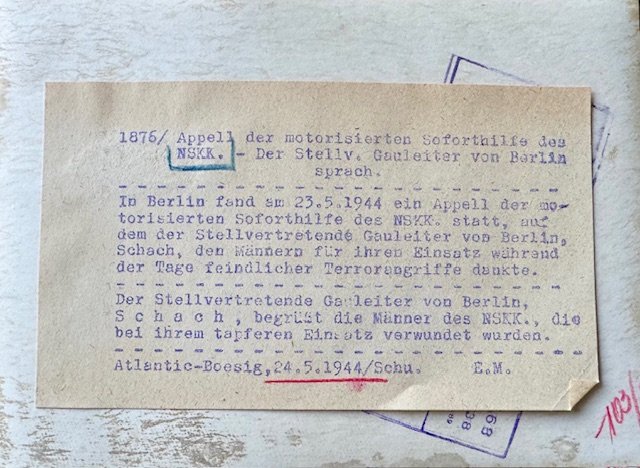 1876/ Appell der motorisierten Soforthilfe des
NSKK. - Der Stellv. Gauleiter von Berlin
sprach.
In Berlin fand am 23.5.1944 ein Appell der mo-
torisierten Soforthilfe des NSKK. statt, auf
dem der Stellvertretende Gauleiter von Berlin,
Schach, den Männern für ihren Einsatz während
der Tage feindlicher Terrorangriffe dankte.
Der Stellvertretende Gauleiter von Berlin,
S c h a c h , begrüßt die Männer des NSKK., die
bei ihrem tapferen Einsatz verwundet wurden.
Atlantic-Boesig,24.5.1944/Schu. E.M.
103/
68
38